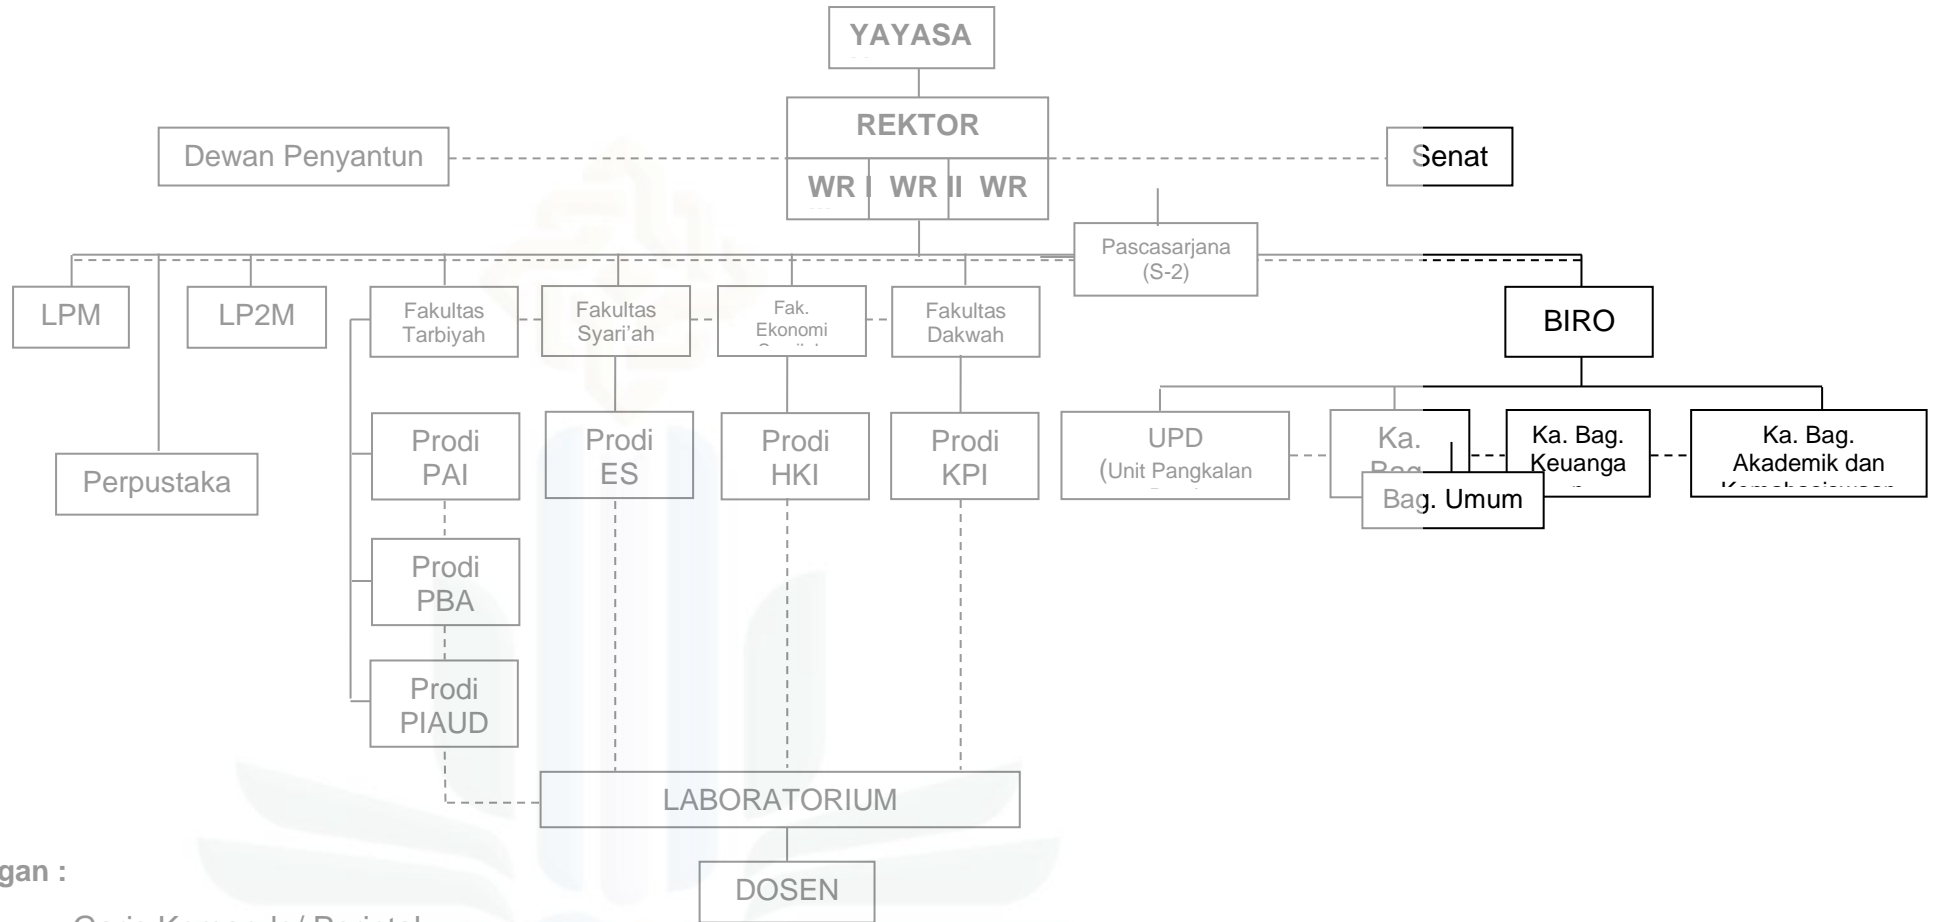 YAYASA
REKTOR
Dewan Penyantun
Senat
WR I WR II WR
Pascasarjana
(S-2)
LPM
LP2M
Fakultas
Tarbiyah
Fakultas
Syari’ah
Fak.
Ekonomi
Fakultas
Dakwah
BIRO
Perpustaka
Prodi
PAI
Prodi
ES
Prodi
HKI
Prodi
KPI
UPD
(Unit Pangkalan
Ka.
Bag.
Ka. Bag.
Keuanga
Ka. Bag.
Akademik dan
Kemahasiswaan
Bag. Umum
Prodi
PBA
Prodi
PIAUD
LABORATORIUM
DOSEN
gan :